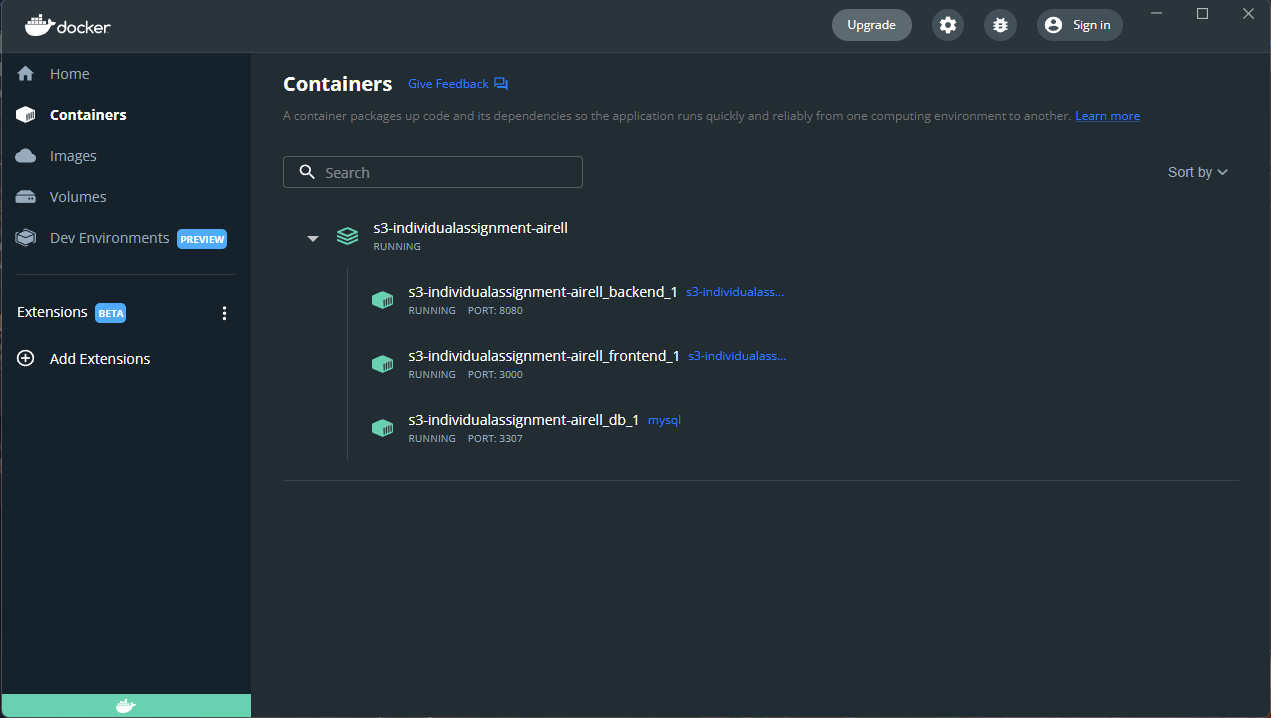 docker
Upgrade
Sign in
Home
Containers
Images
Volumes
Dev Environments PREVIEW
Extensions BETA
Add Extensions
Containers Give Feedback
A container packages up code and its dependencies so the application runs quickly and reliably from one computing environment to another. Learn more
Search
Sort by
s3-individualassignment-airell
RUNNING
s3-individualassignment-airell_backend_1 s3-individualass...
RUNNING PORT: 8080
s3-individualassignment-airell_frontend_1 s3-individualass...
RUNNING PORT: 3000
s3-individualassignment-airell_db_1 mysql
RUNNING PORT: 3307